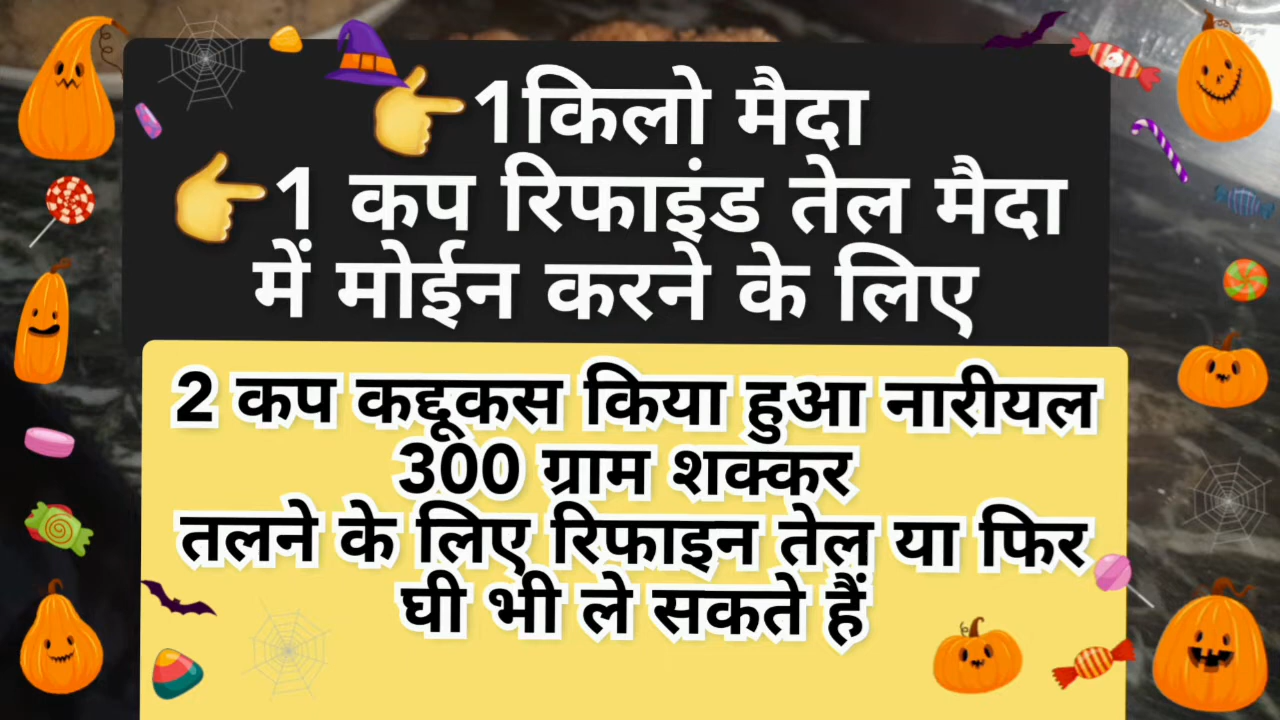 👉1किलो मैदा
👉1 कप रिफाइंड तेल मैदा
में मोईन करने के लिए
2 कप कद्दूकस किया हुआ नारीयल
300 ग्राम शक्कर
तलने के लिए रिफाइन तेल या फिर
घी भी ले सकते हैं